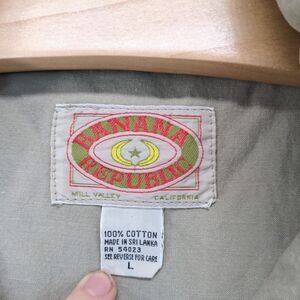 BANANA
REPUBLIC
MILL VALLEY CALIFORNIA
100% COTTON
MADE IN SRI LANKA
RN 54023
SEE REVERSE FOR CARE
L